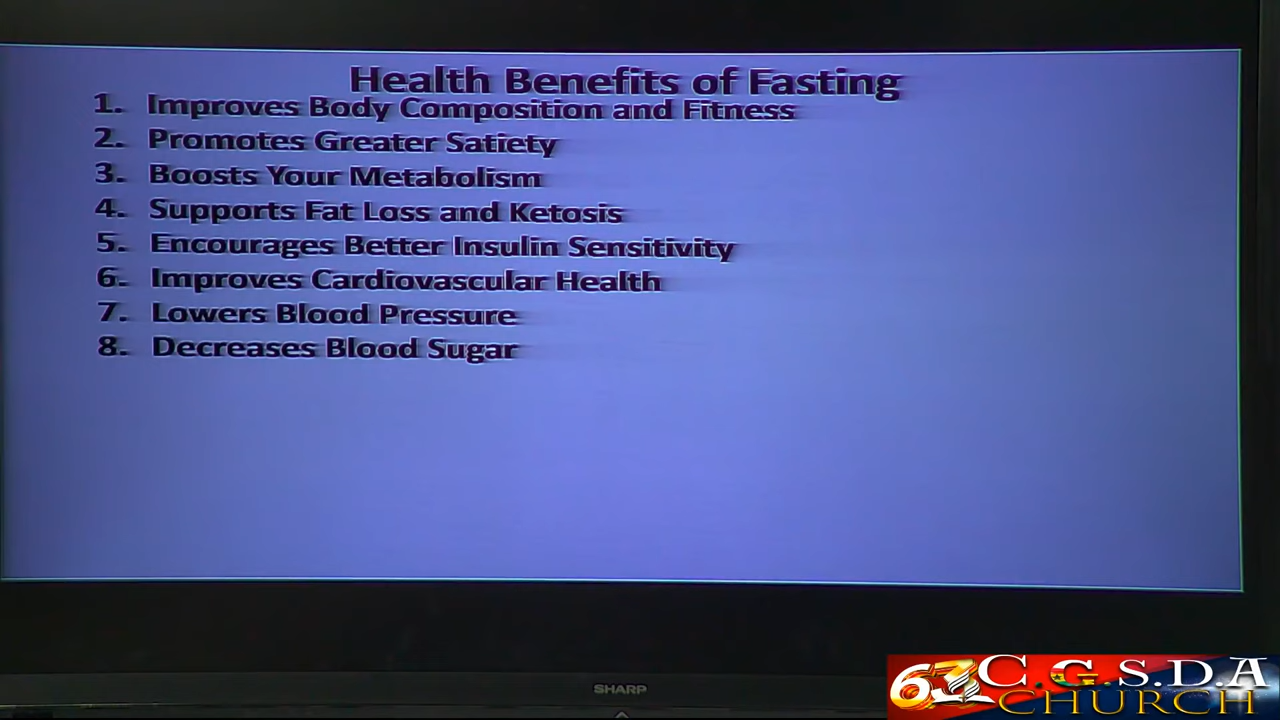 Health Benefits of Fasting
1. Improves Body Composition and Fitness
2. Promotes Greater Satiety
3. Boosts Your Metabolism
4. Supports Fat Loss and Ketosis
5. Encourages Better Insulin Sensitivity
6. Improves Cardiovascular Health
7. Lowers Blood Pressure
8. Decreases Blood Sugar
SHARP
C.G.S.D.A
CHURCH